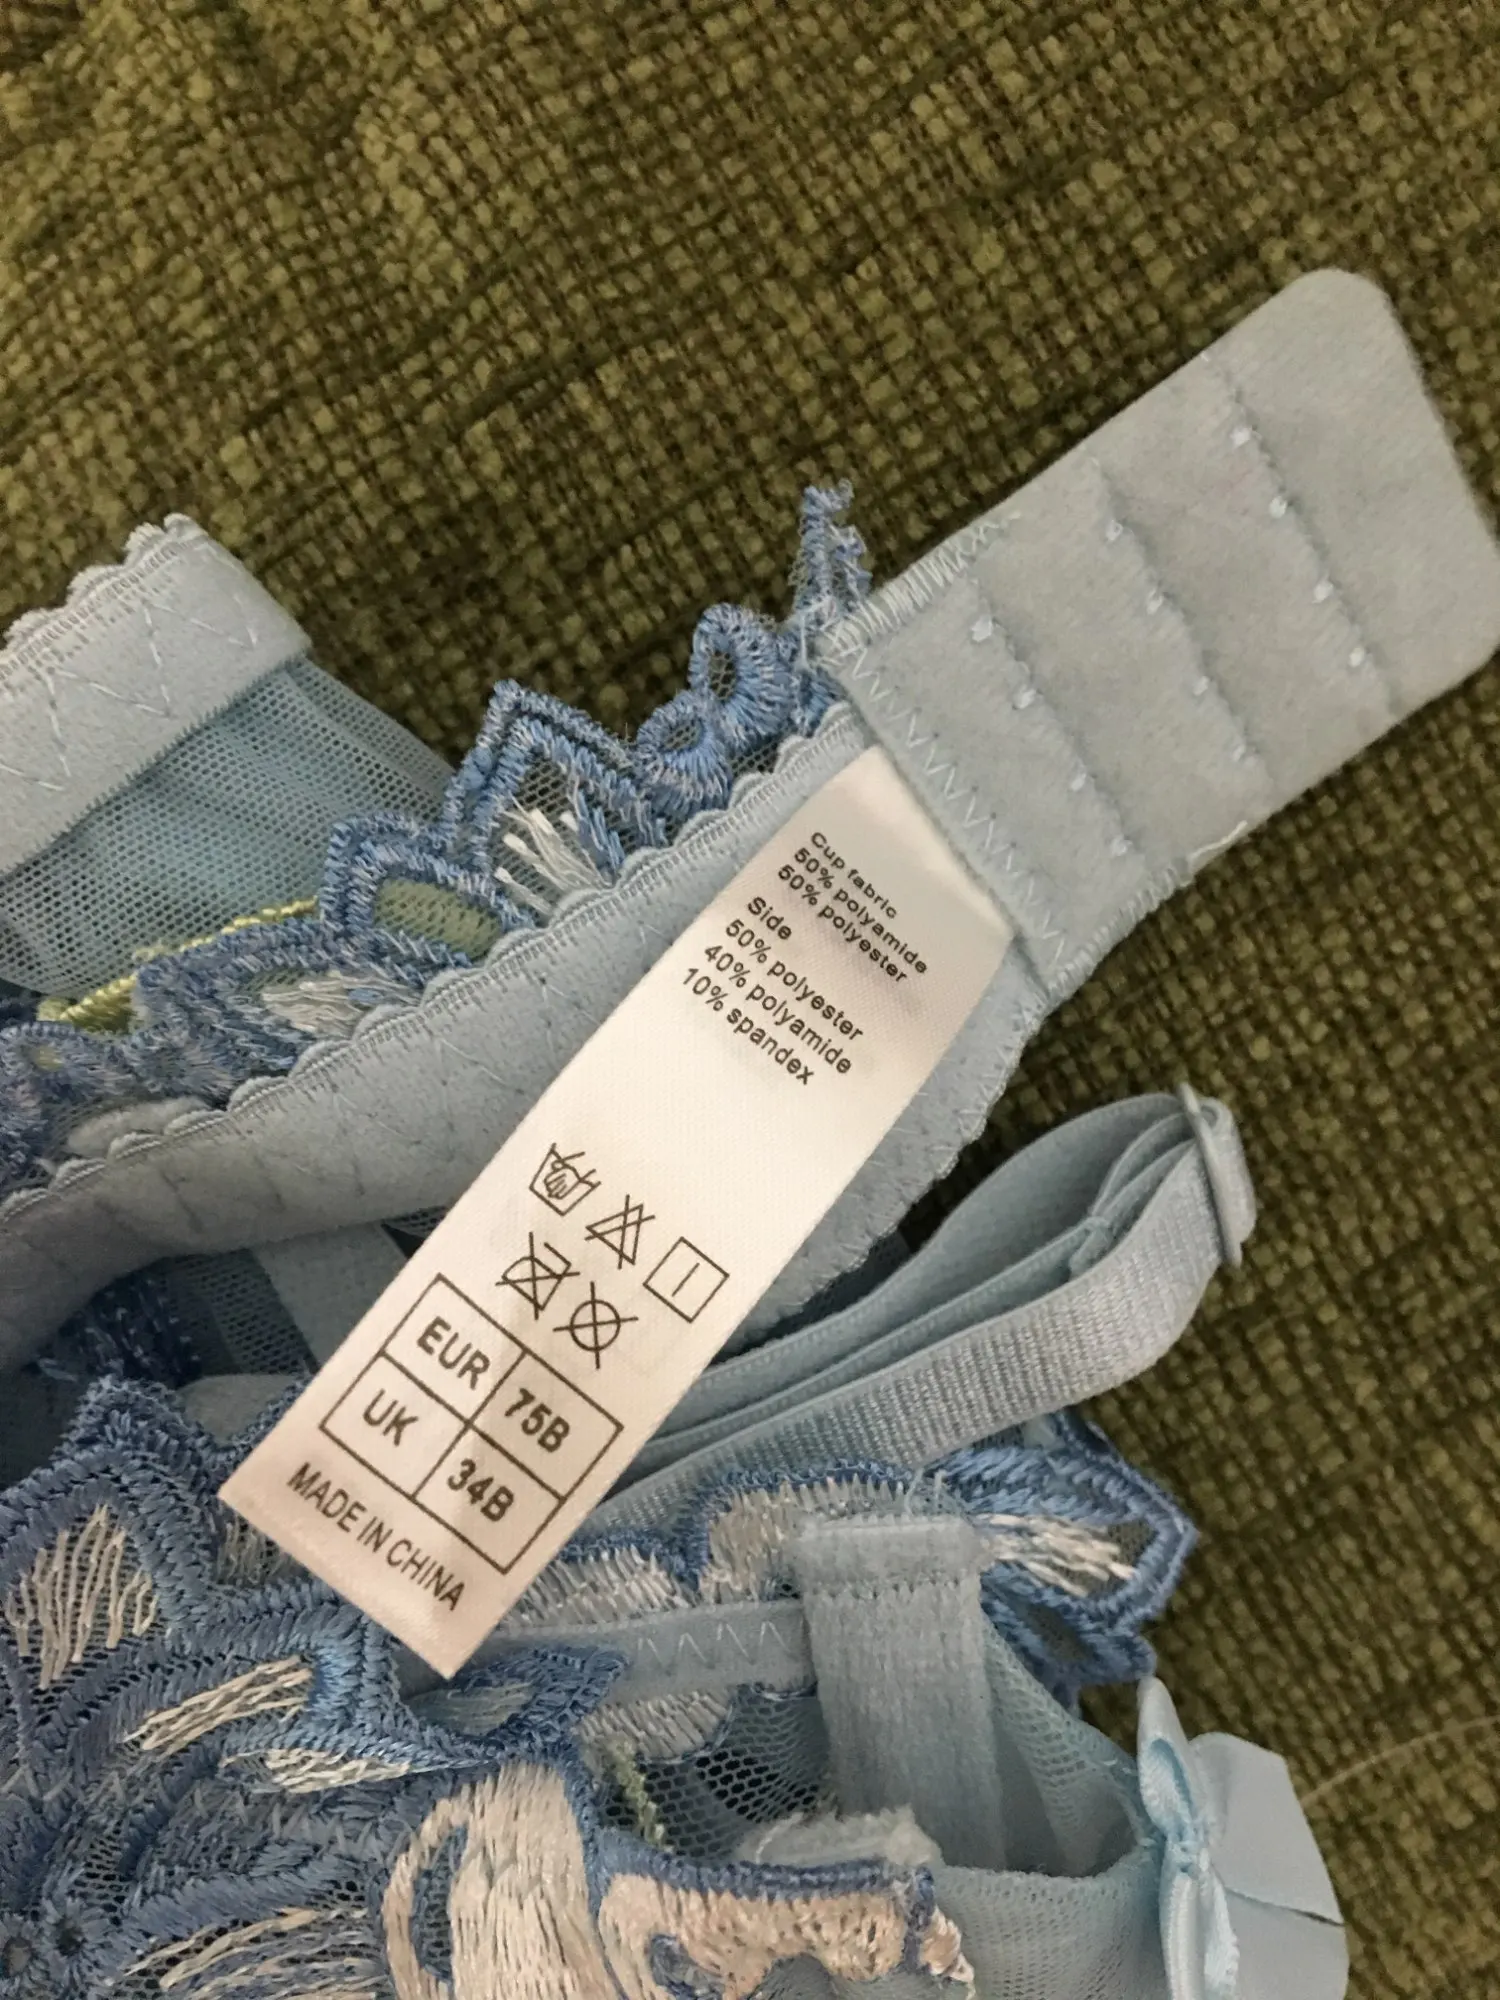 Cup fabric
50% polyamide
50% polyester
Side
50% polyester
40% polyamide
10% spandex
EUR 75B
UK 34B
MADE IN CHINA